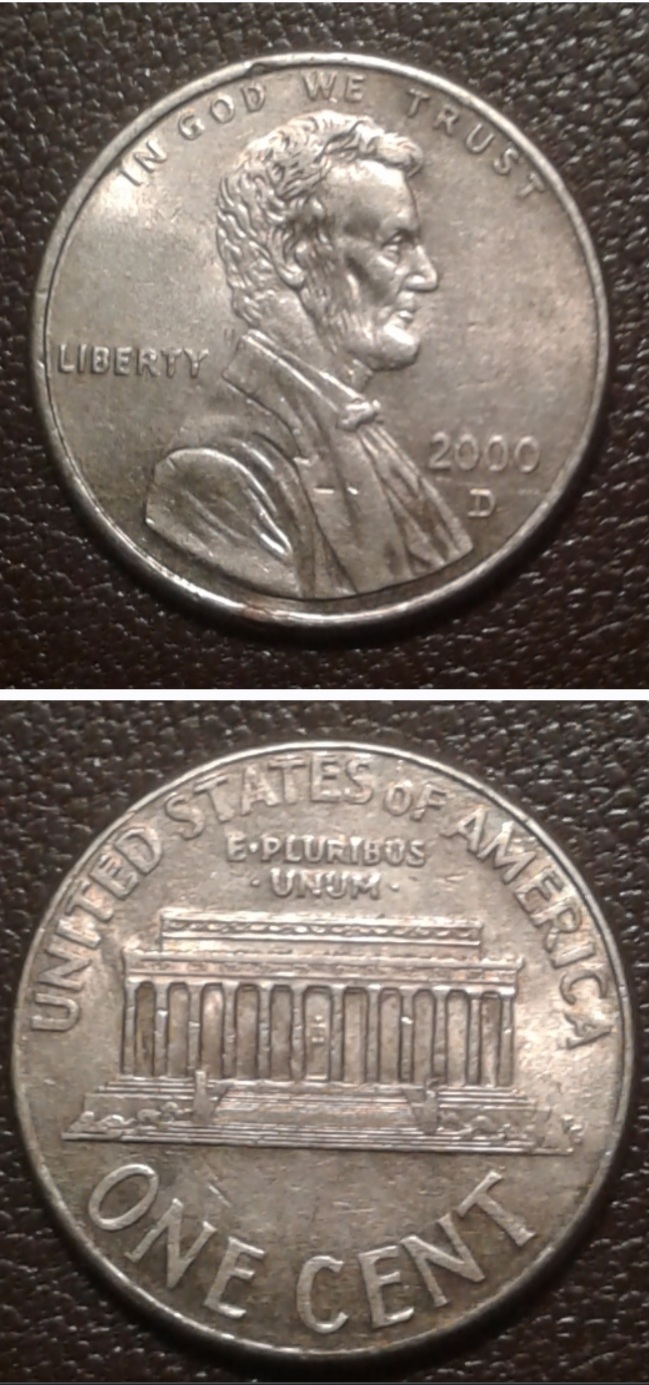 IN GOD WE TRUST
LIBERTY
2000
D
UNITED STATES OF AMERICA
E·PLURIBUS
·UNUM·
ONE CENT